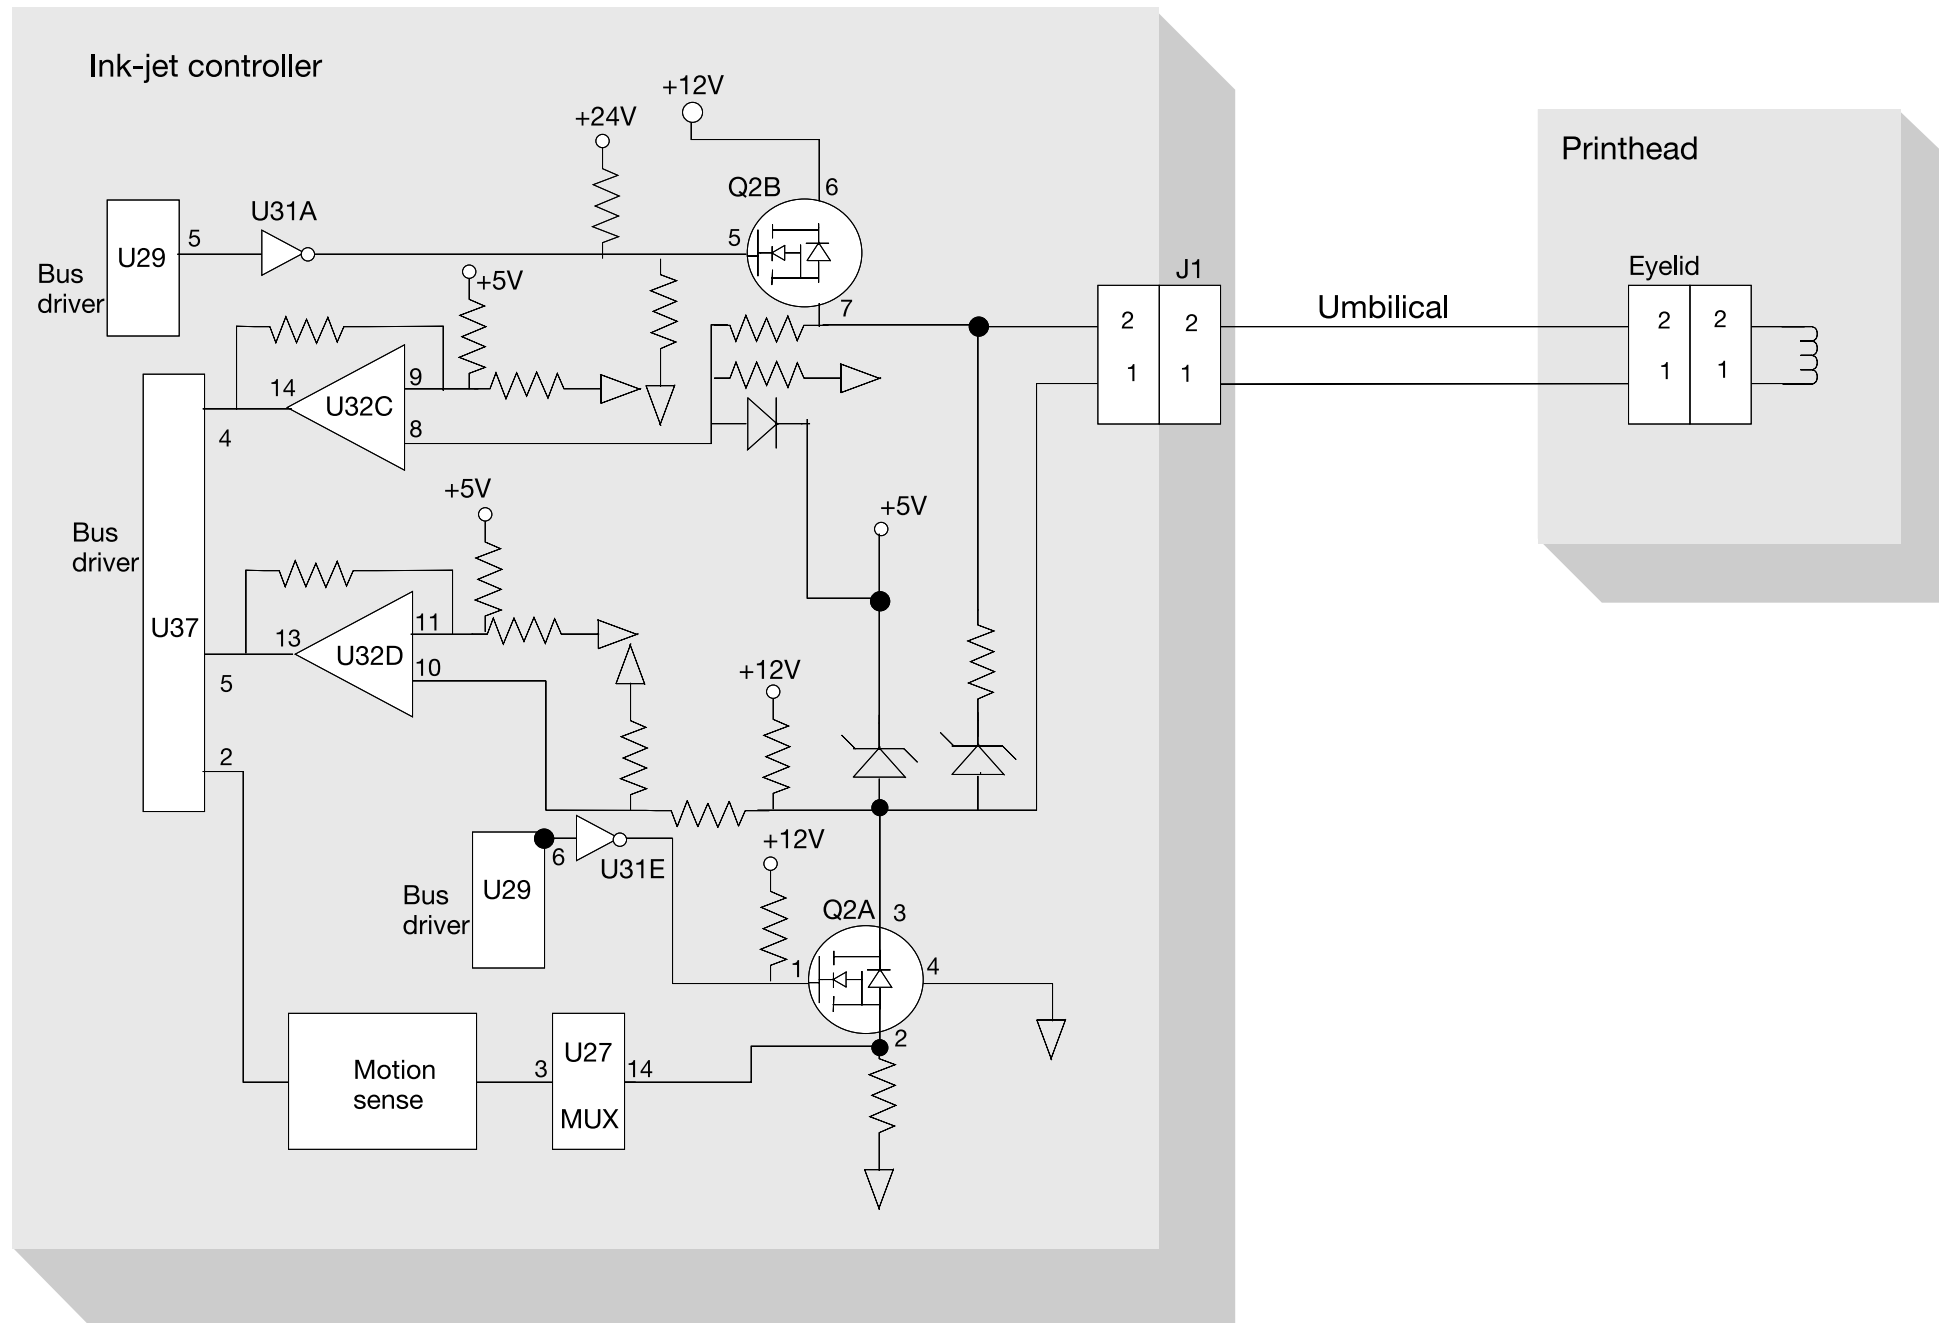 Ink-jet controller
+12V
+24V
Printhead
Q2B
6
U31A
5
5
U29
Bus
driver
+5V
7
J1
Eyelid
Umbilical
2
2
2
2
1
1
1
1
9
14
U32C
8
4
+5V
+5V
Bus
driver
U37
11
13
U32D
10
5
+12V
2
6
U31E
+12V
U29
Bus
driver
Q2A
3
1
4
2
U27
14
3
Motion
sense
MUX